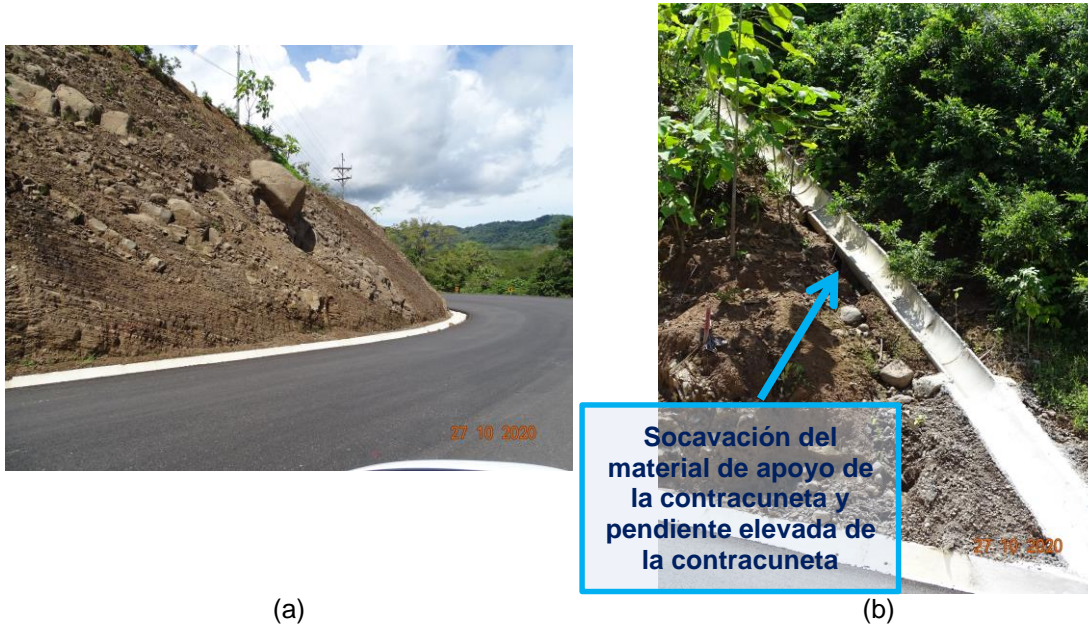 27 10 2020
Socavación del
material de apoyo de
la contracuneta y
pendiente elevada de
la contracuneta
27 10 2020
(a)
(b)